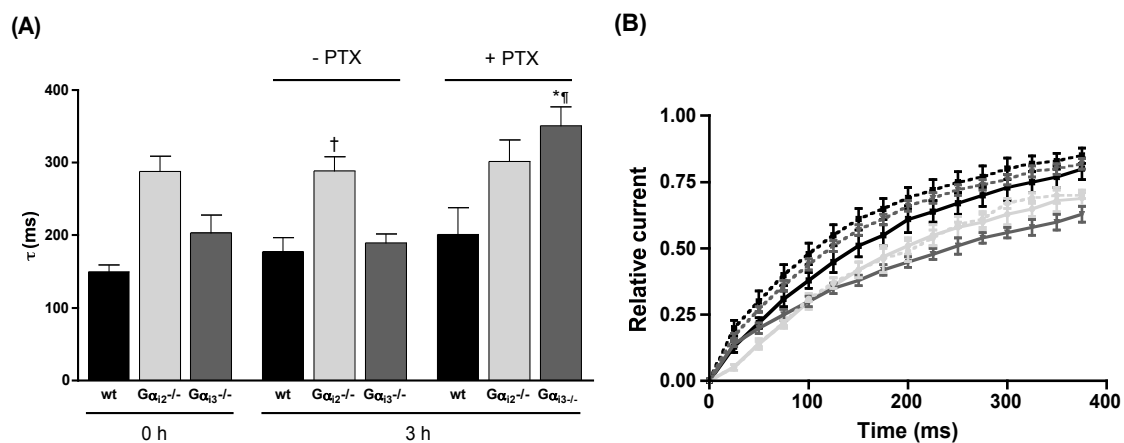 (A)
- PTX
+ PTX
400
300
200
100
0
τ (ms)
†
*¶
wt Gαi2-/- Gαi3-/- wt Gαi2-/- Gαi3-/- wt Gαi2-/- Gαi3-/-
0 h
3 h
(B)
1.00
0.75
0.50
0.25
0.00
Relative current
0 100 200 300 400
Time (ms)